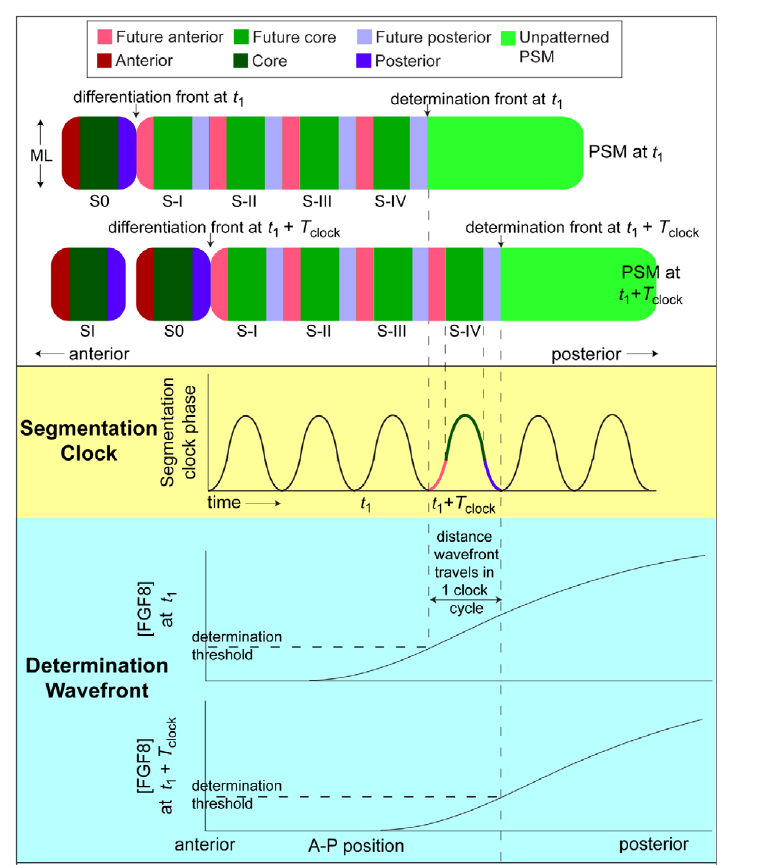 Future anterior Future core Future posterior Unpatterned
Anterior Core Posterior PSM
differentiation front at t1 determination front at t1
ML
PSM at t1
S0 S-I S-II S-III S-IV
differentiation front at t1 + Tclock determination front at t1 + Tclock
PSM at
t1+Tclock
SI S0 S-I S-II S-III S-IV
anterior posterior
Segmentation
Clock
Segmentation
clock phase
time t1 t1+Tclock
distance
wavefront
travels in
1 clock
cycle
[FGF8]
at t1
determination
threshold
Determination
Wavefront
[FGF8]
at t1 + Tclock
determination
threshold
anterior A-P position posterior